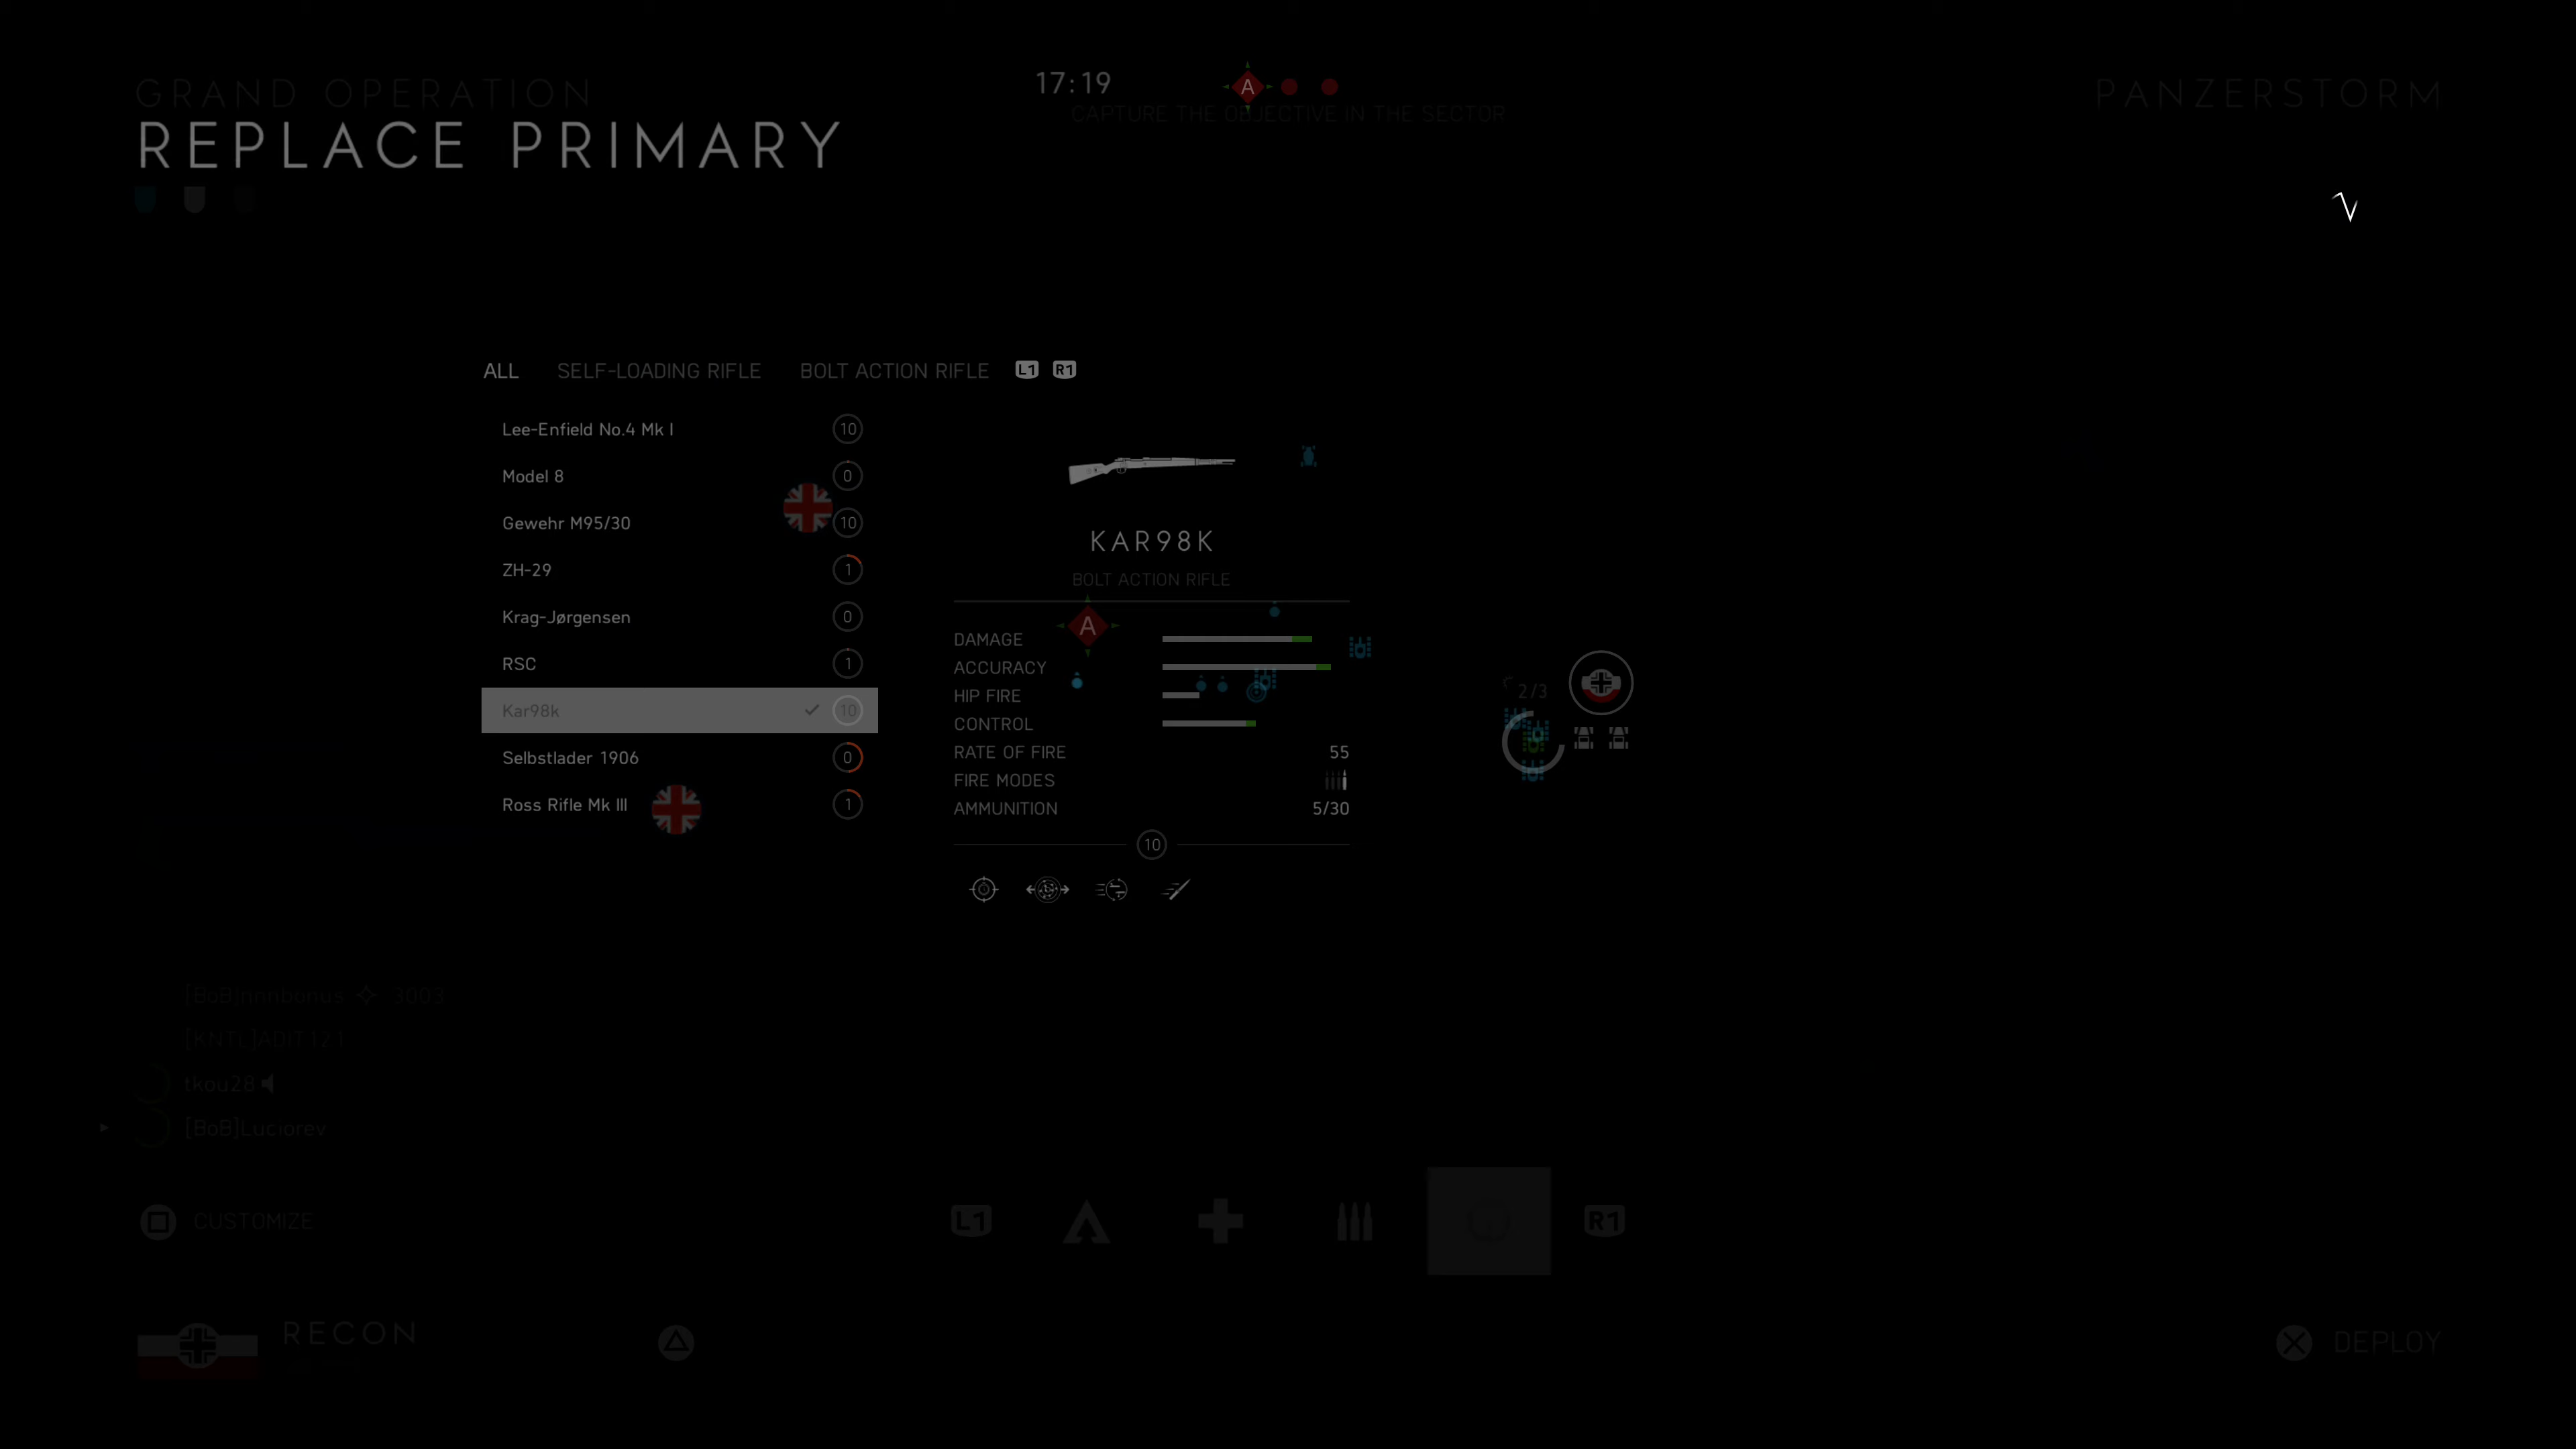 GRAND OPERATION
REPLACE PRIMARY
17:19
A
CAPTURE THE OBJECTIVE IN THE SECTOR
PANZERSTORM
ALL SELF-LOADING RIFLE BOLT ACTION RIFLE L1 R1
Lee-Enfield No.4 Mk I 10
Model 8 0
Gewehr M95/30 10
ZH-29 1
Krag-Jørgensen 0
RSC 1
Kar98k 10
Selbstlader 1906 0
Ross Rifle Mk III 1
KAR98K
BOLT ACTION RIFLE
A
DAMAGE
ACCURACY
HIP FIRE
CONTROL
RATE OF FIRE 55
FIRE MODES
AMMUNITION 5/30
10
C 2/3
[BoB]nnnbonus 3003
[KNTL]ADIT121
tkou28
[BoB]Luciorev
CUSTOMIZE
L1 R1
RECON
DEPLOY